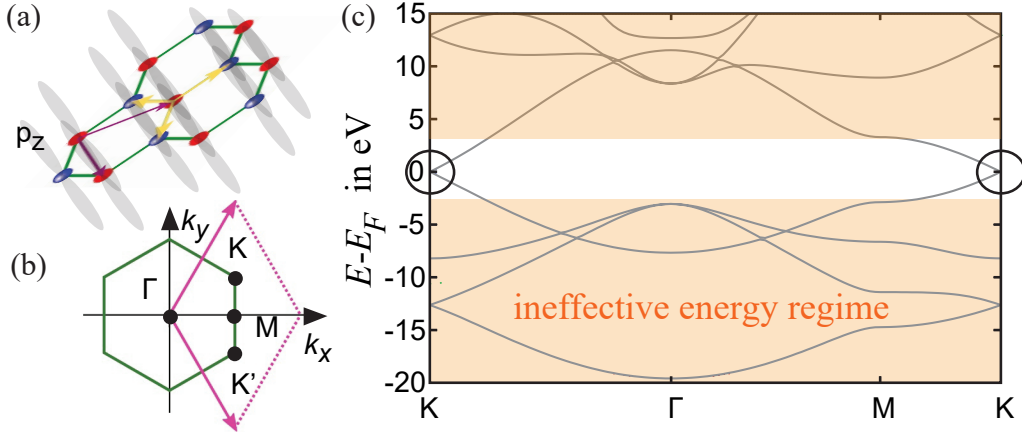 (a)
p_z
(b)
k_y
K
Γ
M
k_x
K'
(c)
E-E_F in eV
15
10
5
0
-5
-10
-15
-20
ineffective energy regime
K
Γ
M
K